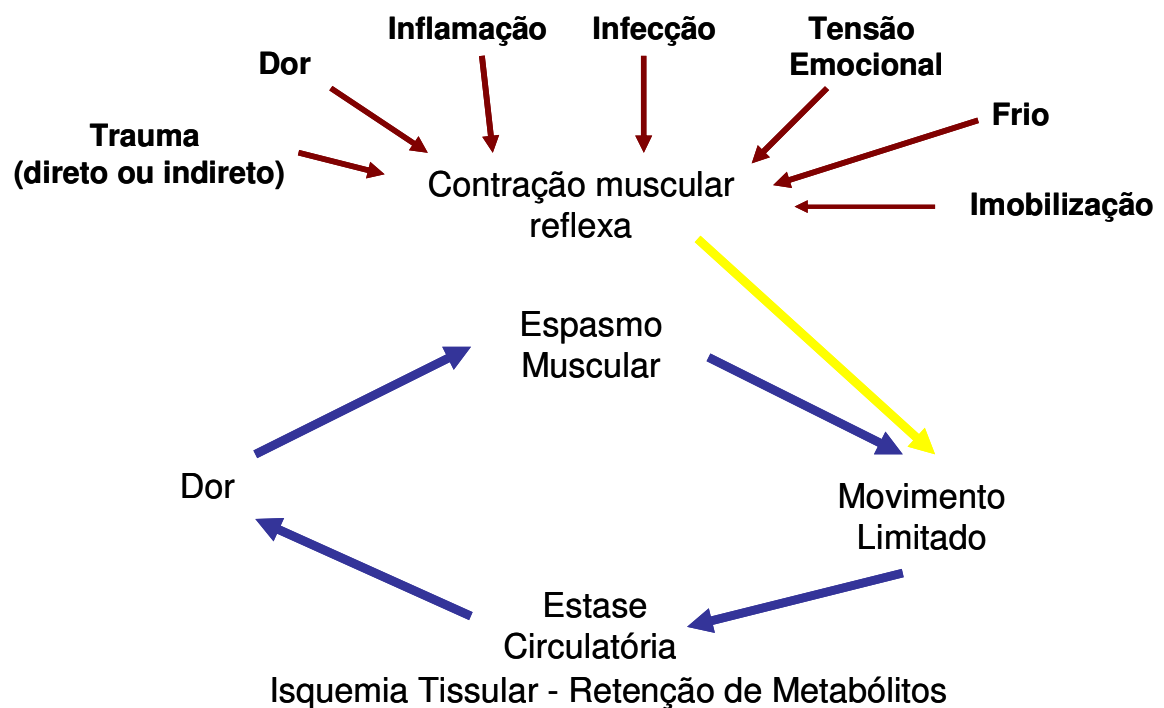 Inflamação
Infecção
Tensão
Emocional
Dor
Frio
Trauma
(direto ou indireto)
Contração muscular
reflexa
Imobilização
Espasmo
Muscular
Dor
Movimento
Limitado
Estase
Circulatória
Isquemia Tissular - Retenção de Metabólitos